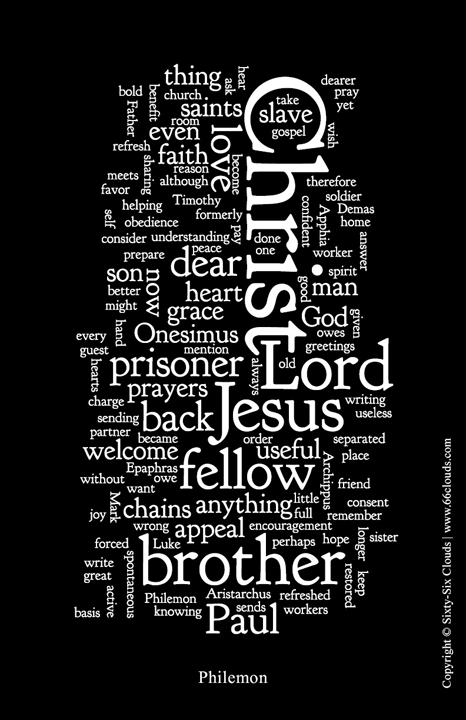 thing
ask
hear
dearer
bold
Father
benefit
church
saints
take
pray
yet
slave
room
gospel
even
love
Christ
wish
refresh
faith
sharing
reason
become
meets
although
therefore
favor
soldier
helping
Timothy
confident
Apphia
Demas
self
formerly
home
obedience
pay
answer
consider
understanding
done
peace
one
worker
prepare
dear
spirit
son
now
good
man
better
heart
might
grace
God
given
hand
Onesimus
owes
every
mention
greetings
guest
prisoner
always
old
Lord
hearts
prayers
charge
Jesus
writing
sending
back
useless
partner
became
order
separated
welcome
useful
place
Epaphras
fellow
Archippus
without
owe
friend
want
Mark
chains
anything
little
consent
joy
full
remember
wrong
appeal
encouragement
forced
Luke
perhaps
hope
longer
sister
write
spontaneous
brother
great
restored
keep
active
Philemon
Aristarchus
refreshed
basis
knowing
sends
workers
Paul
Philemon
Copyright © Sixty-Six Clouds | www.66clouds.com